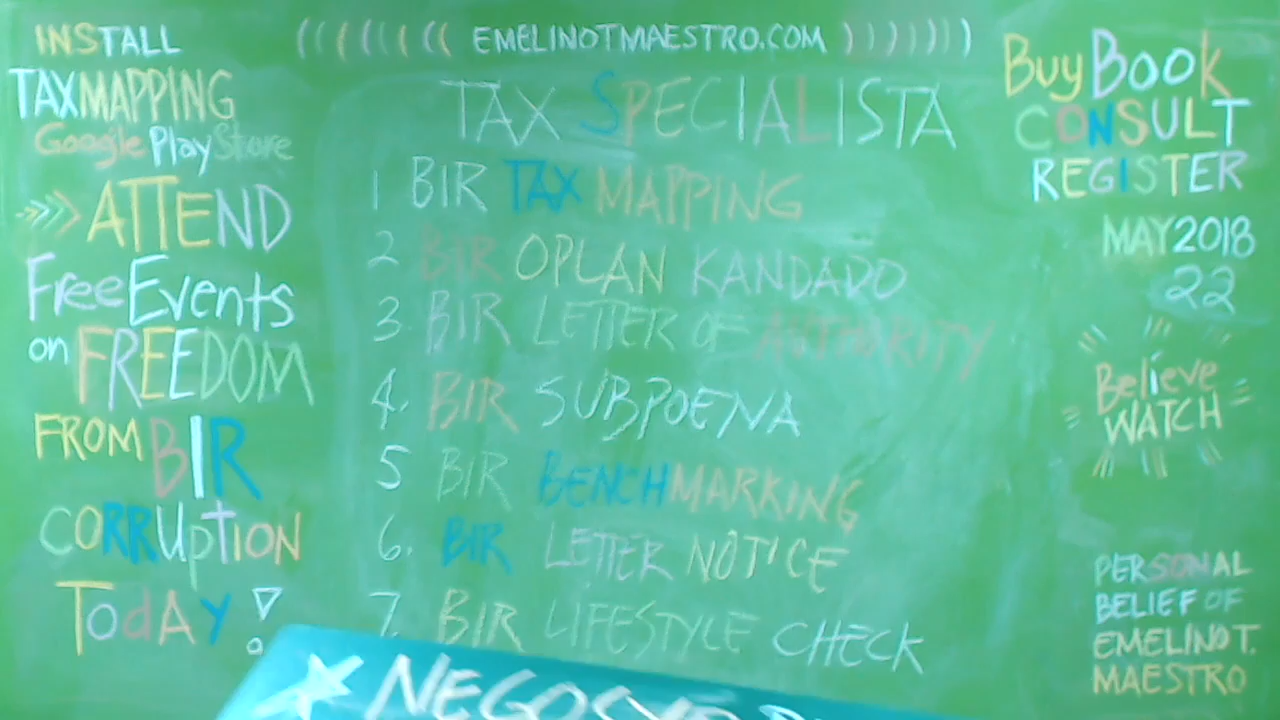 INSTALL
TAXMAPPING
Google Play Store
>>> ATTEND
Free Events
on FREEDOM
FROM BIR
CORRUPTION
TODAY!
((((((( EMELINOTMAESTRO.COM )))))))
TAX SPECIALISTA
1 BIR TAX MAPPING
2 BIR OPLAN KANDADO
3. BIR LETTER OF AUTHORITY
4. BIR SUBPOENA
5 BIR BENCHMARKING
6. BIR LETTER NOTICE
7. BIR LIFESTYLE CHECK
Buy Book
CONSULT
REGISTER
MAY 2018
22
Believe
WATCH
PERSONAL
BELIEF OF
EMELINO T.
MAESTRO